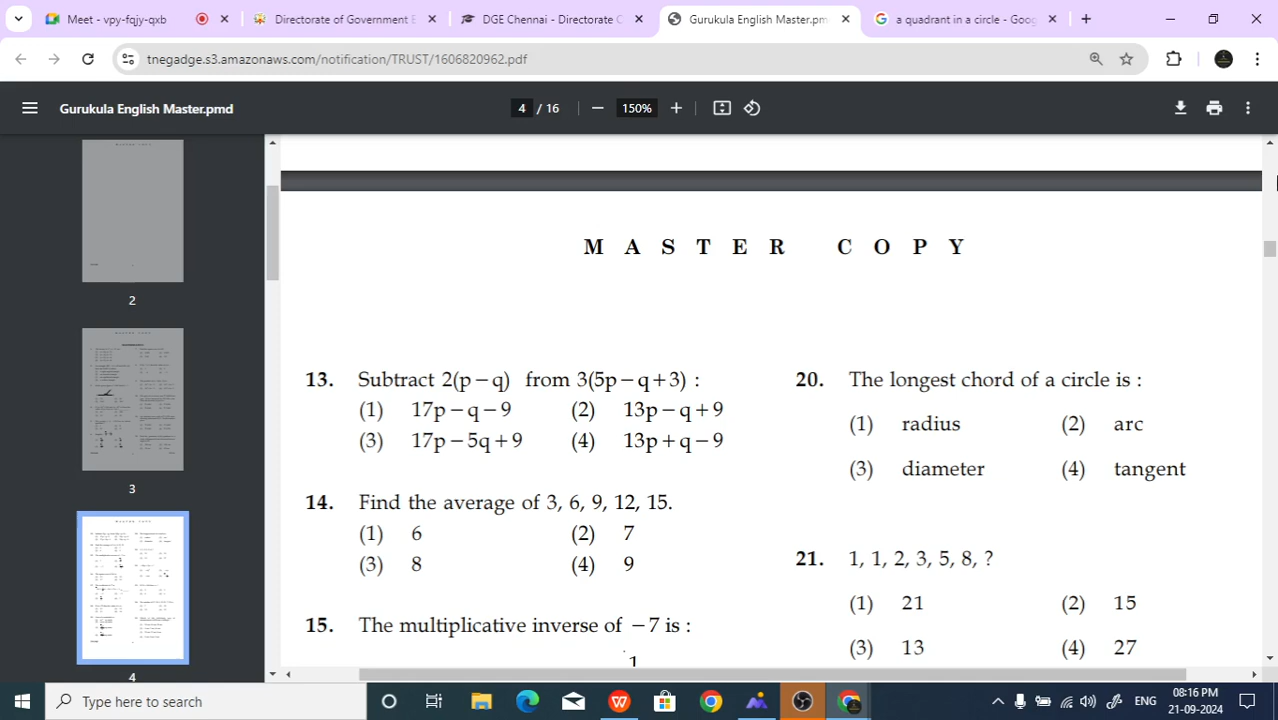 Meet - vpy-fqjy-qxb
Directorate of Government E
DGE Chennai - Directorate C
Gurukula English Master.pm
a quadrant in a circle - Goog
tnegadge.s3.amazonaws.com/notification/TRUST/1606820962.pdf
Gurukula English Master.pmd
4 / 16
150%
2
3
4
MASTER COPY
13. Subtract 2(p − q) from 3(5p − q + 3) :
(1) 17p − q − 9 (2) 13p − q + 9
(3) 17p − 5q + 9 (4) 13p + q − 9
14. Find the average of 3, 6, 9, 12, 15.
(1) 6 (2) 7
(3) 8 (4) 9
15. The multiplicative inverse of −7 is :
1
20. The longest chord of a circle is :
(1) radius (2) arc
(3) diameter (4) tangent
21. 1, 1, 2, 3, 5, 8, ?
(1) 21 (2) 15
(3) 13 (4) 27
Type here to search
ENG
08:16 PM
21-09-2024